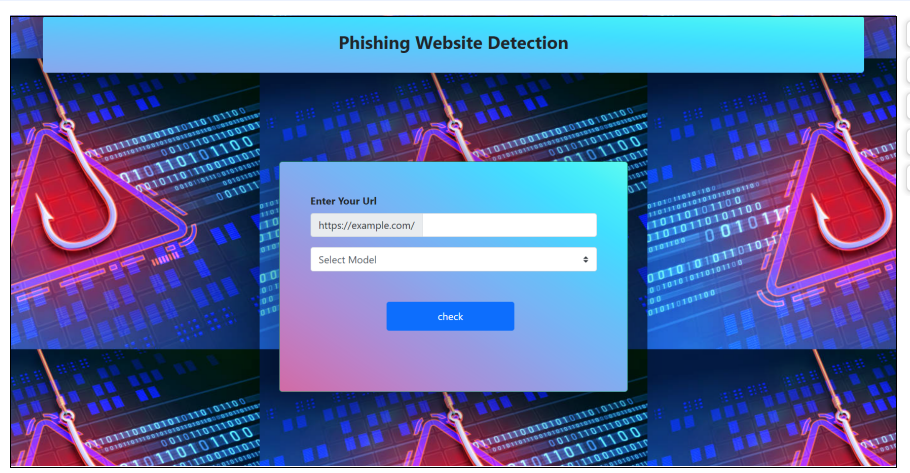 Phishing Website Detection
Enter Your Url
https://example.com/
Select Model
check